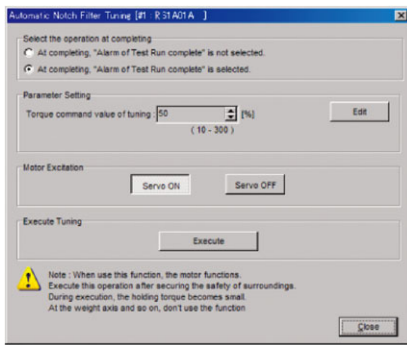 Automatic Notch Filter Tuning [#1 : RS1A01A ]
Select the operation at completing
At completing, "Alarm of Test Run complete" is not selected.
At completing, "Alarm of Test Run complete" is selected.
Parameter Setting
Torque command value of tuning : 50 [%]
Edit
( 10 - 300 )
Motor Excitation
Servo ON
Servo OFF
Execute Tuning
Execute
Note : When use this function, the motor functions.
Execute this operation after securing the safety of surroundings.
During execution, the holding torque becomes small.
At the weight axis and so on, don't use the function
Close